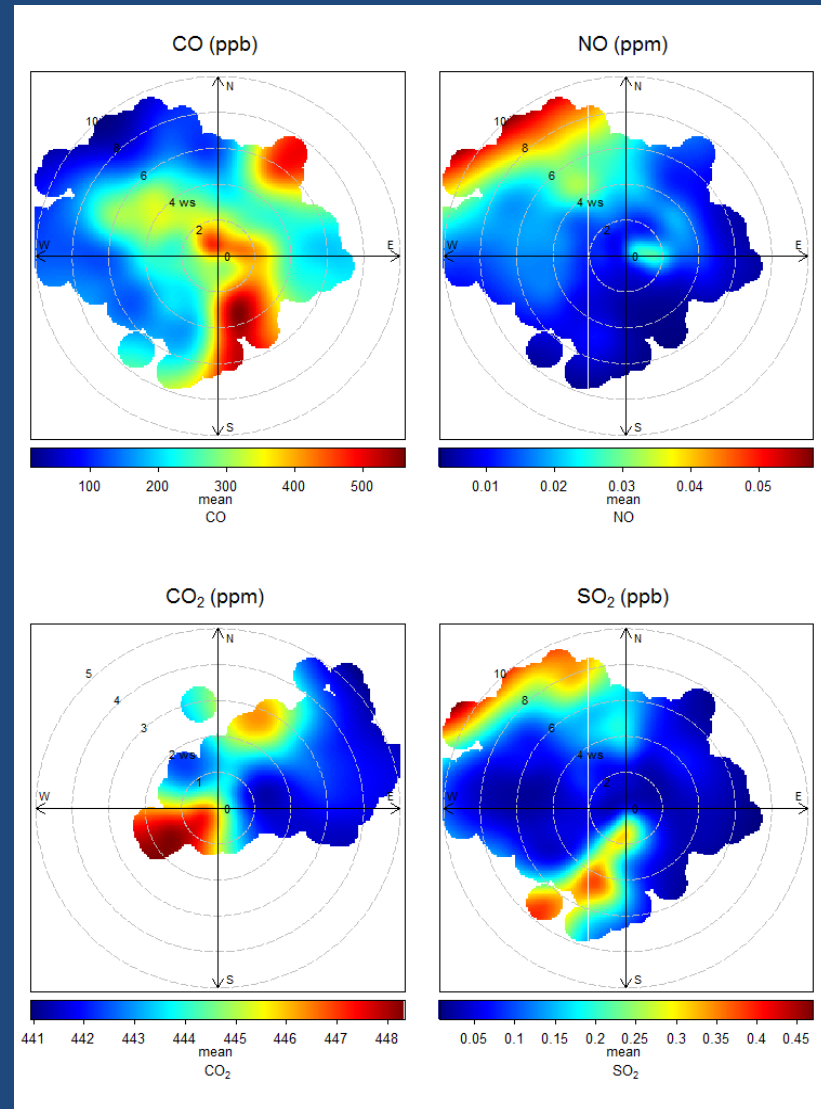 CO (ppb)
N
10
8
6
4 ws
2
0
W
E
S
100 200 300 400 500
mean
CO
NO (ppm)
N
10
8
6
4 ws
2
0
W
E
S
0.01 0.02 0.03 0.04 0.05
mean
NO
CO₂ (ppm)
N
5
4
3
2 ws
1
0
W
E
S
441 442 443 444 445 446 447 448
mean
CO₂
SO₂ (ppb)
N
10
8
6
4 ws
2
0
W
E
S
0.05 0.1 0.15 0.2 0.25 0.3 0.35 0.4 0.45
mean
SO₂